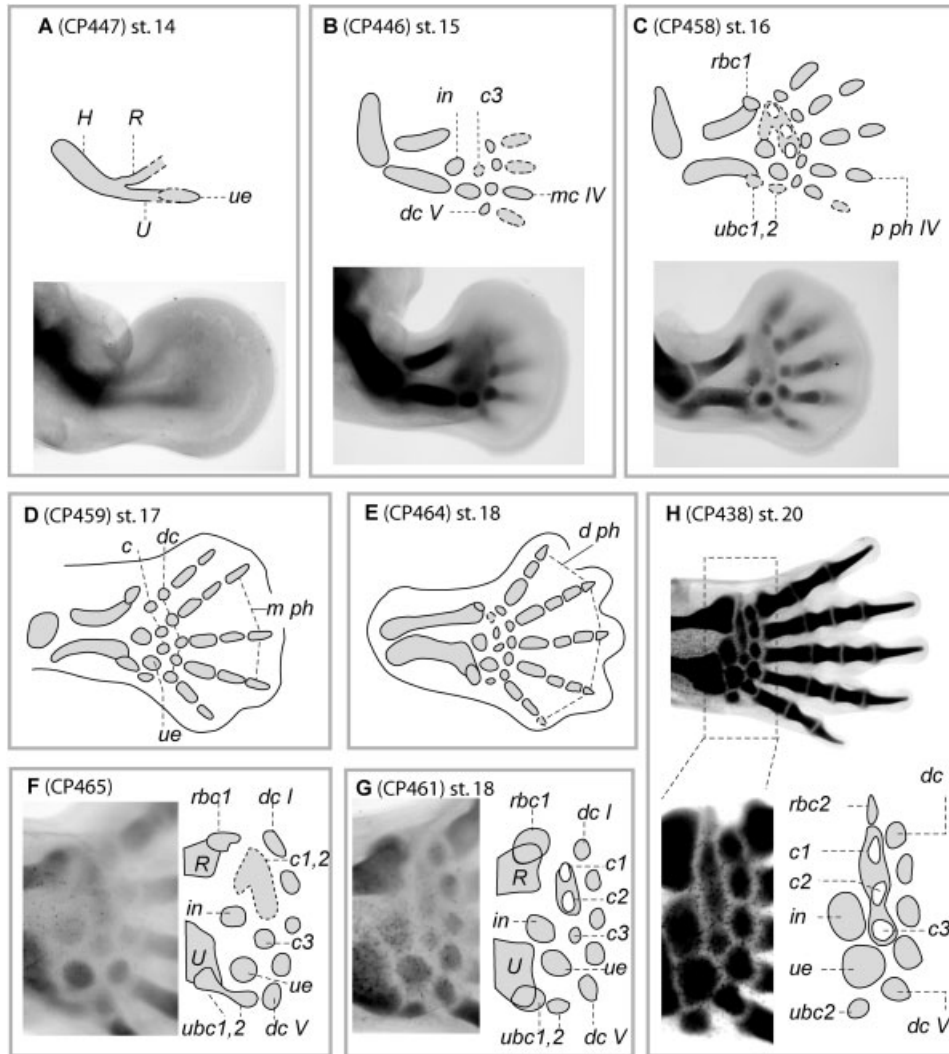 A (CP447) st. 14
H R
ue
U
B (CP446) st. 15
in c3
mc IV
dc V
C (CP458) st. 16
rbc1
ubc1,2
p ph IV
D (CP459) st. 17
c dc
m ph
ue
E (CP464) st. 18
d ph
H (CP438) st. 20
dc I
rbc2
c1
c2
in
c3
ue
ubc2
dc V
F (CP465)
rbc1 dc I
R
c1,2
in
c3
U
ue
ubc1,2 dc V
G (CP461) st. 18
rbc1
dc I
R
c1
c2
in
c3
U
ue
ubc1,2
dc V